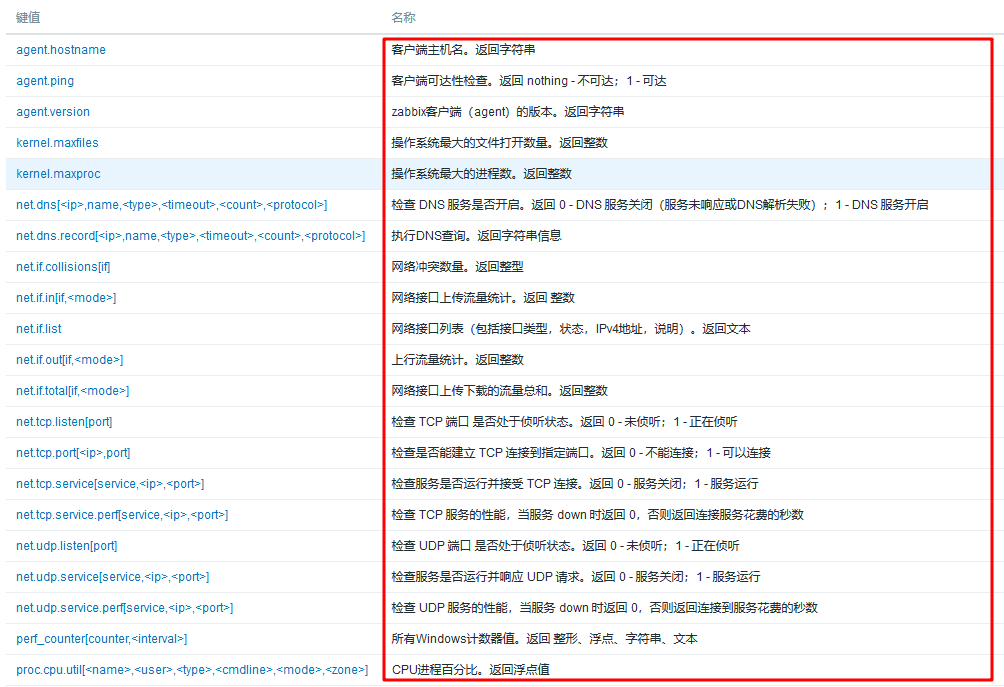 键值 名称
agent.hostname 客户端主机名。返回字符串
agent.ping 客户端可达性检查。返回 nothing - 不可达；1 - 可达
agent.version zabbix客户端（agent）的版本。返回字符串
kernel.maxfiles 操作系统最大的文件打开数量。返回整数
kernel.maxproc 操作系统最大的进程数。返回整数
net.dns[<ip>,name,<type>,<timeout>,<count>,<protocol>] 检查 DNS 服务是否开启。返回 0 - DNS 服务关闭（服务未响应或DNS解析失败）；1 - DNS 服务开启
net.dns.record[<ip>,name,<type>,<timeout>,<count>,<protocol>] 执行DNS查询。返回字符串信息
net.if.collisions[if] 网络冲突数量。返回整型
net.if.in[if,<mode>] 网络接口上传流量统计。返回 整数
net.if.list 网络接口列表（包括接口类型，状态，IPv4地址，说明）。返回文本
net.if.out[if,<mode>] 上行流量统计。返回整数
net.if.total[if,<mode>] 网络接口上传下载的流量总和。返回整数
net.tcp.listen[port] 检查 TCP 端口 是否处于侦听状态。返回 0 - 未侦听；1 - 正在侦听
net.tcp.port[<ip>,port] 检查是否能建立 TCP 连接到指定端口。返回 0 - 不能连接；1 - 可以连接
net.tcp.service[service,<ip>,<port>] 检查服务是否运行并接受 TCP 连接。返回 0 - 服务关闭；1 - 服务运行
net.tcp.service.perf[service,<ip>,<port>] 检查 TCP 服务的性能，当服务 down 时返回 0，否则返回连接服务花费的秒数
net.udp.listen[port] 检查 UDP 端口 是否处于侦听状态。返回 0 - 未侦听；1 - 正在侦听
net.udp.service[service,<ip>,<port>] 检查服务是否运行并响应 UDP 请求。返回 0 - 服务关闭；1 - 服务运行
net.udp.service.perf[service,<ip>,<port>] 检查 UDP 服务的性能，当服务 down 时返回 0，否则返回连接到服务花费的秒数
perf_counter[counter,<interval>] 所有Windows计数器值。返回 整形、浮点、字符串、文本
proc.cpu.util[<name>,<user>,<type>,<cmdline>,<mode>,<zone>] CPU进程百分比。返回浮点值